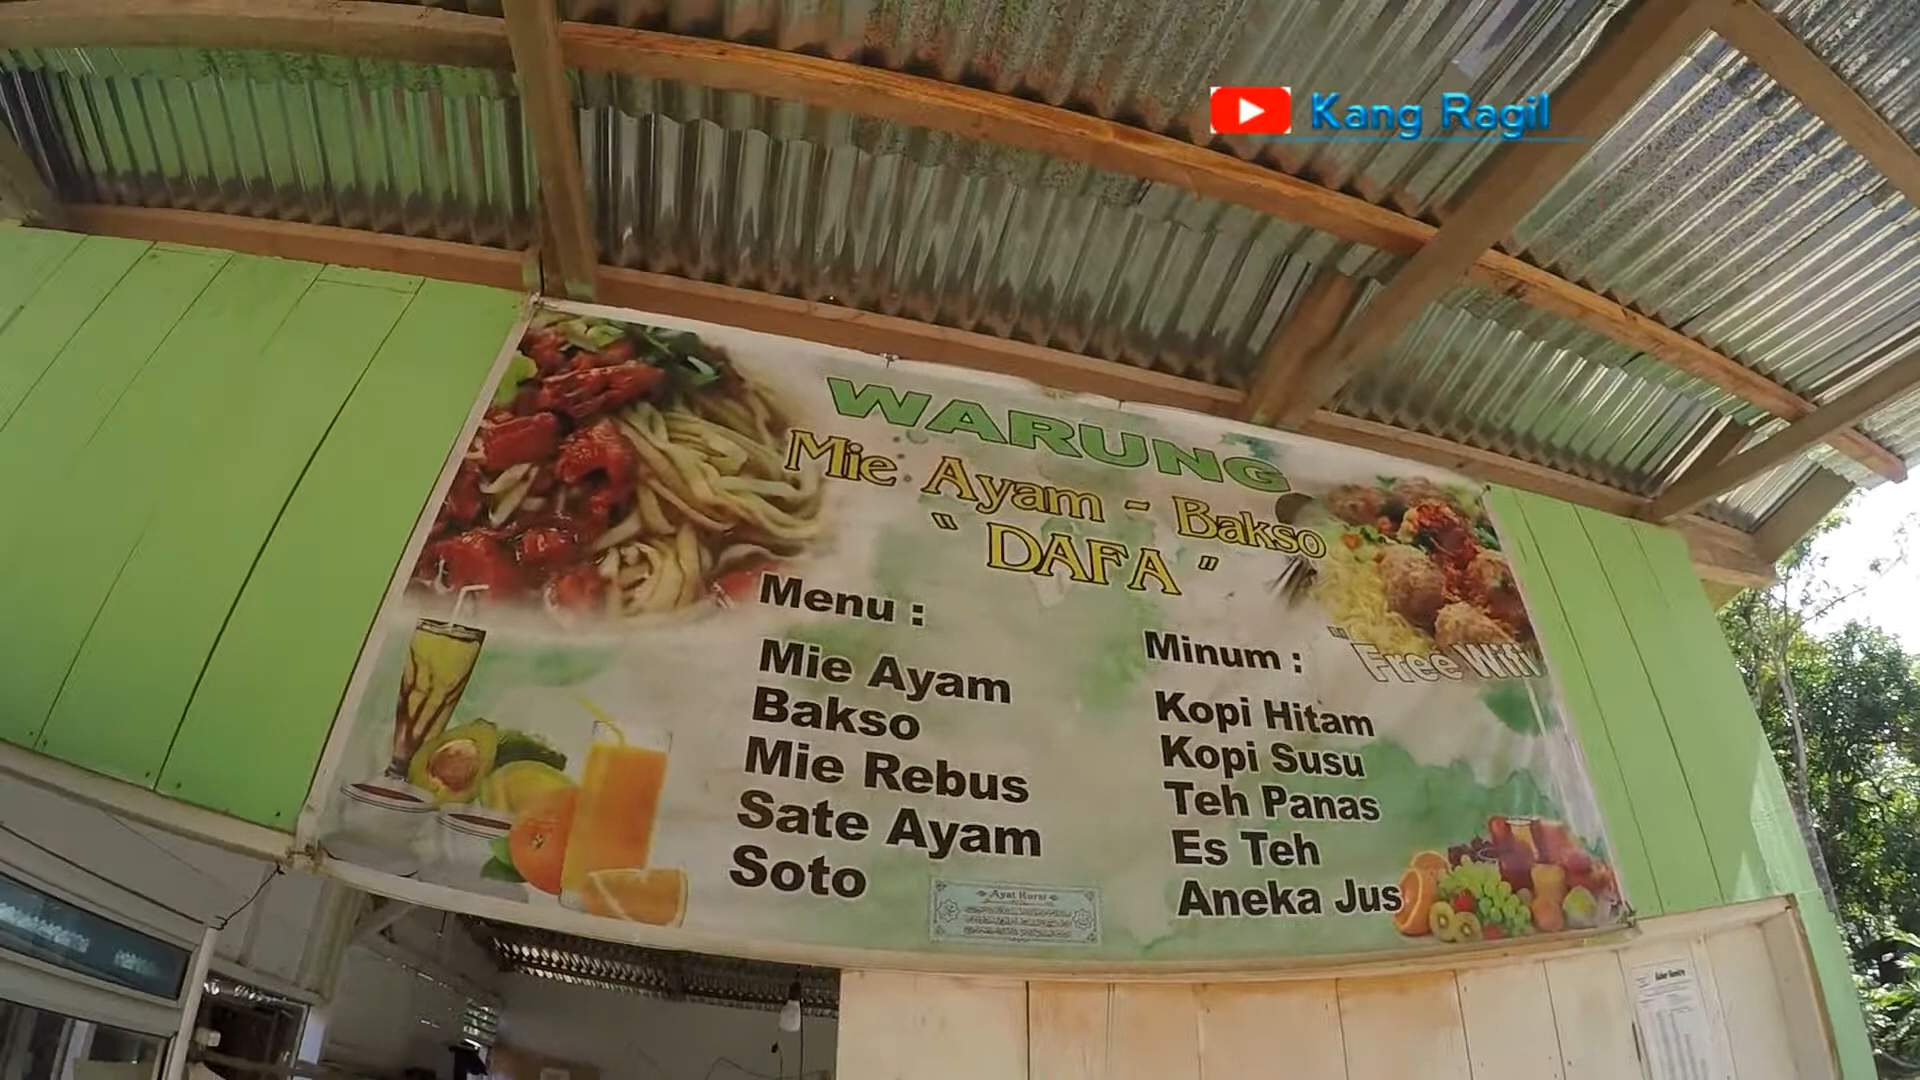 Kang Ragil
WARUNG
Mie Ayam - Bakso
" DAFA "
Menu :
Mie Ayam
Bakso
Mie Rebus
Sate Ayam
Soto
Minum :
Kopi Hitam
Kopi Susu
Teh Panas
Es Teh
Aneka Jus
"Free Wifi
Ayat Kursi